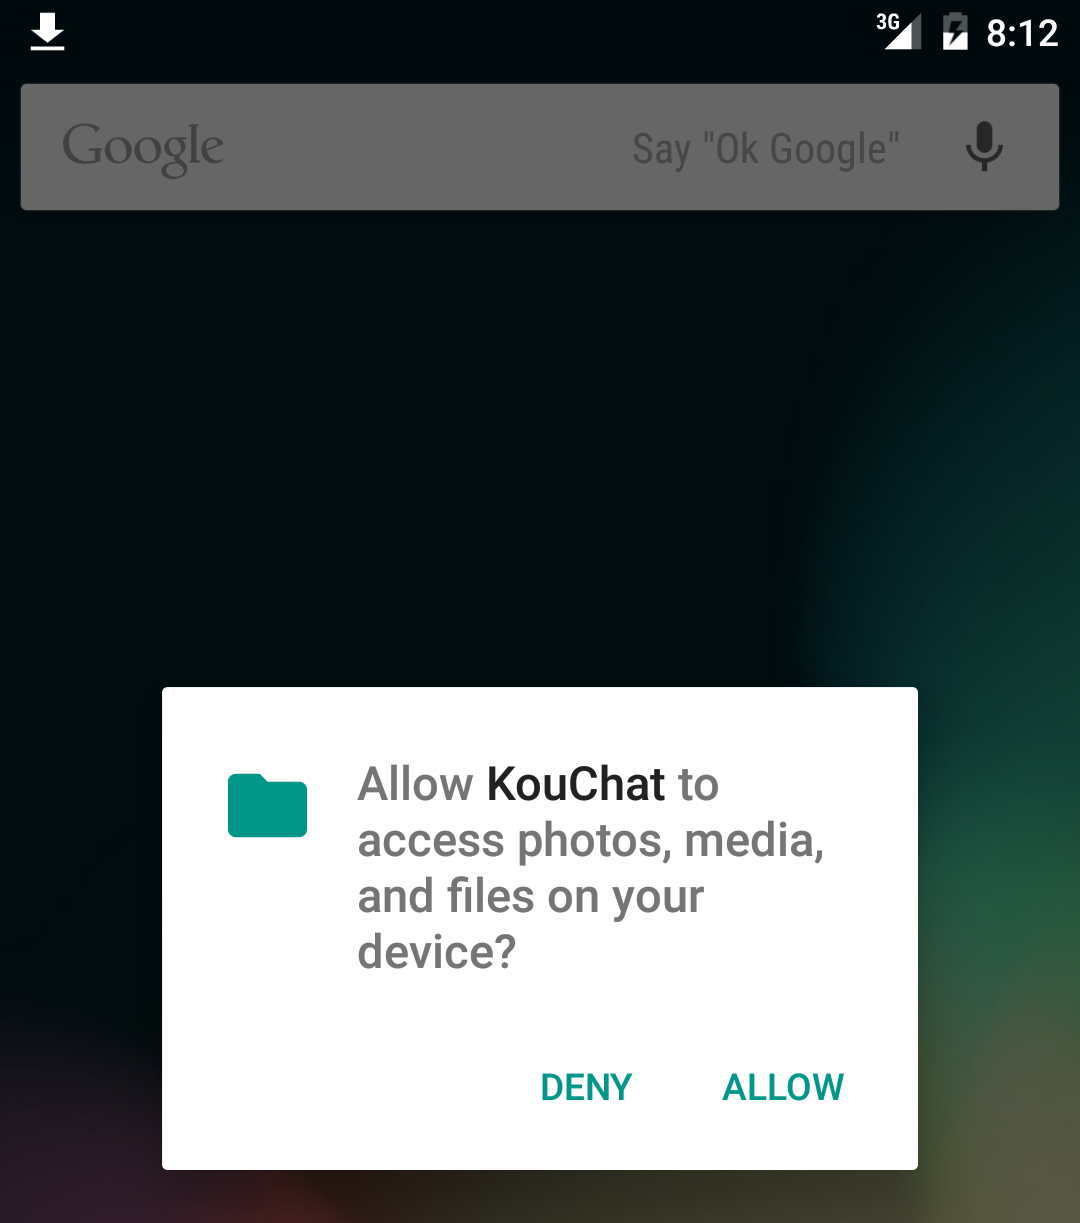 3G 8:12
Google Say "Ok Google"
Allow KouChat to
access photos, media,
and files on your
device?
DENY ALLOW